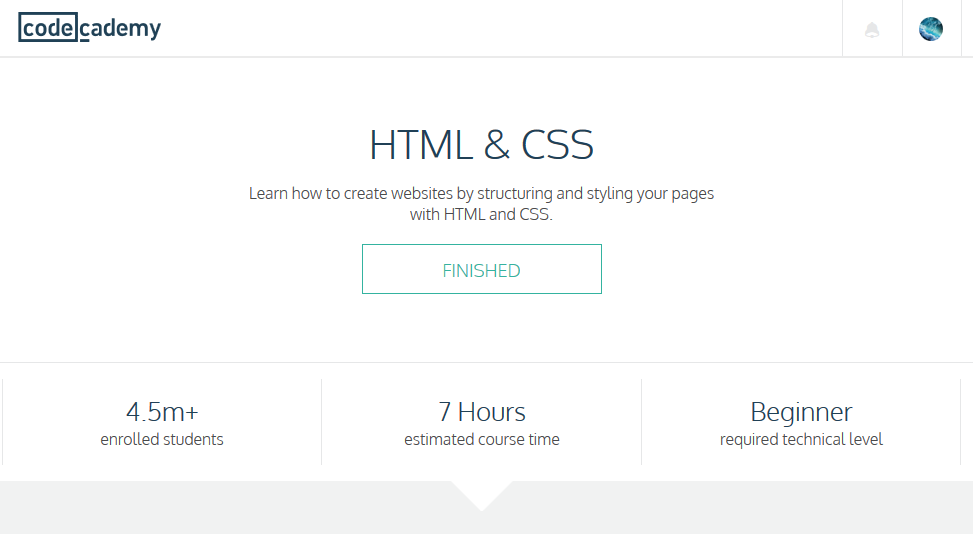 codecademy
HTML & CSS
Learn how to create websites by structuring and styling your pages
with HTML and CSS.
FINISHED
4.5m+
enrolled students
7 Hours
estimated course time
Beginner
required technical level